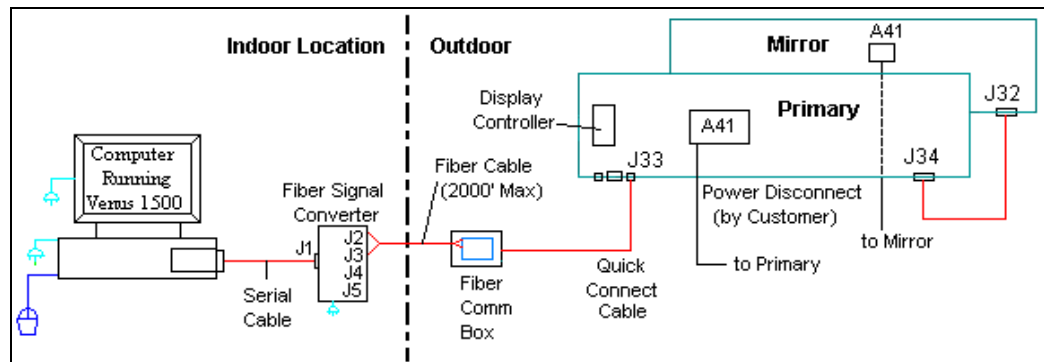 Indoor Location
Outdoor
Mirror
A41
Primary
J32
Display
Controller
A41
J33
J34
Computer
Running
Venus 1500
Fiber Signal
Converter
Fiber Cable
(2000' Max)
Power Disconnect
(by Customer)
J1
J2
J3
J4
J5
to Mirror
to Primary
Serial
Cable
Fiber
Comm
Box
Quick
Connect
Cable